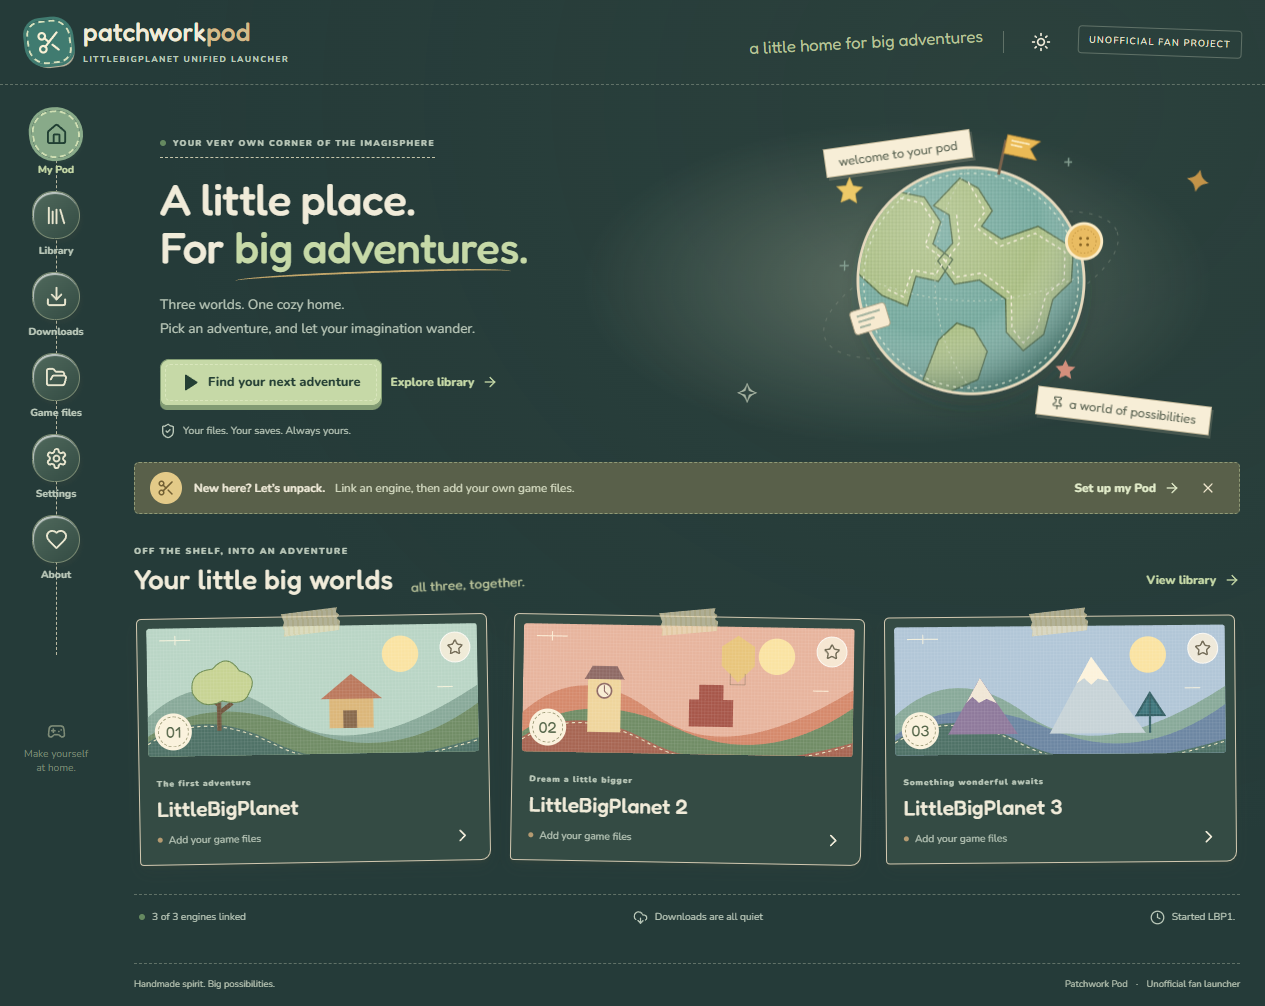 patchworkpod
LITTLEBIGPLANET UNIFIED LAUNCHER
a little home for big adventures
UNOFFICIAL FAN PROJECT
My Pod
Library
Downloads
Game files
Settings
About
Make yourself
at home.
YOUR VERY OWN CORNER OF THE IMAGISPHERE
A little place.
For big adventures.
Three worlds. One cozy home.
Pick an adventure, and let your imagination wander.
Find your next adventure
Explore library
Your files. Your saves. Always yours.
welcome to your pod
a world of possibilities
New here? Let's unpack. Link an engine, then add your own game files.
Set up my Pod
OFF THE SHELF, INTO AN ADVENTURE
Your little big worlds
all three, together.
View library
01
The first adventure
LittleBigPlanet
Add your game files
02
Dream a little bigger
LittleBigPlanet 2
Add your game files
03
Something wonderful awaits
LittleBigPlanet 3
Add your game files
3 of 3 engines linked
Downloads are all quiet
Started LBP1.
Handmade spirit. Big possibilities.
Patchwork Pod · Unofficial fan launcher